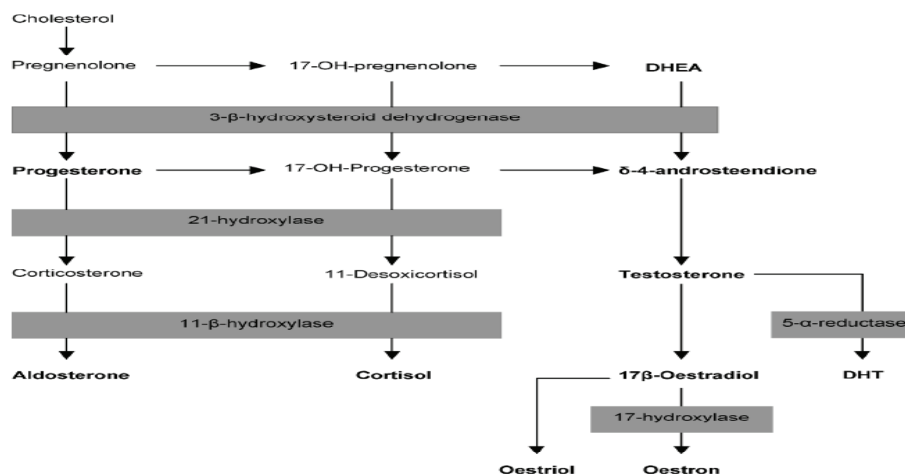 Cholesterol
Pregnenolone 17-OH-pregnenolone DHEA
3-β-hydroxysteroid dehydrogenase
Progesterone 17-OH-Progesterone δ-4-androsteendione
21-hydroxylase
Corticosterone 11-Desoxicortisol Testosterone
11-β-hydroxylase 5-α-reductase
Aldosterone Cortisol 17β-Oestradiol DHT
17-hydroxylase
Oestriol Oestron